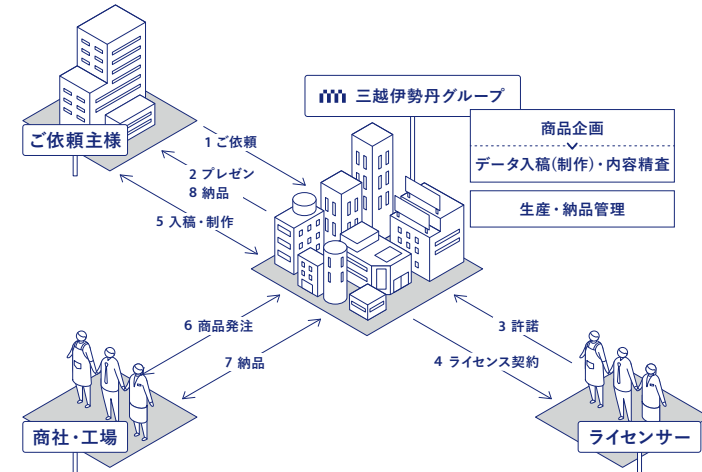 三越伊勢丹グループ
商品企画
データ入稿(制作)・内容精査
生産・納品管理
ご依頼主様
1 ご依頼
2 プレゼン
8 納品
5 入稿・制作
6 商品発注
7 納品
3 許諾
4 ライセンス契約
商社・工場
ライセンサー